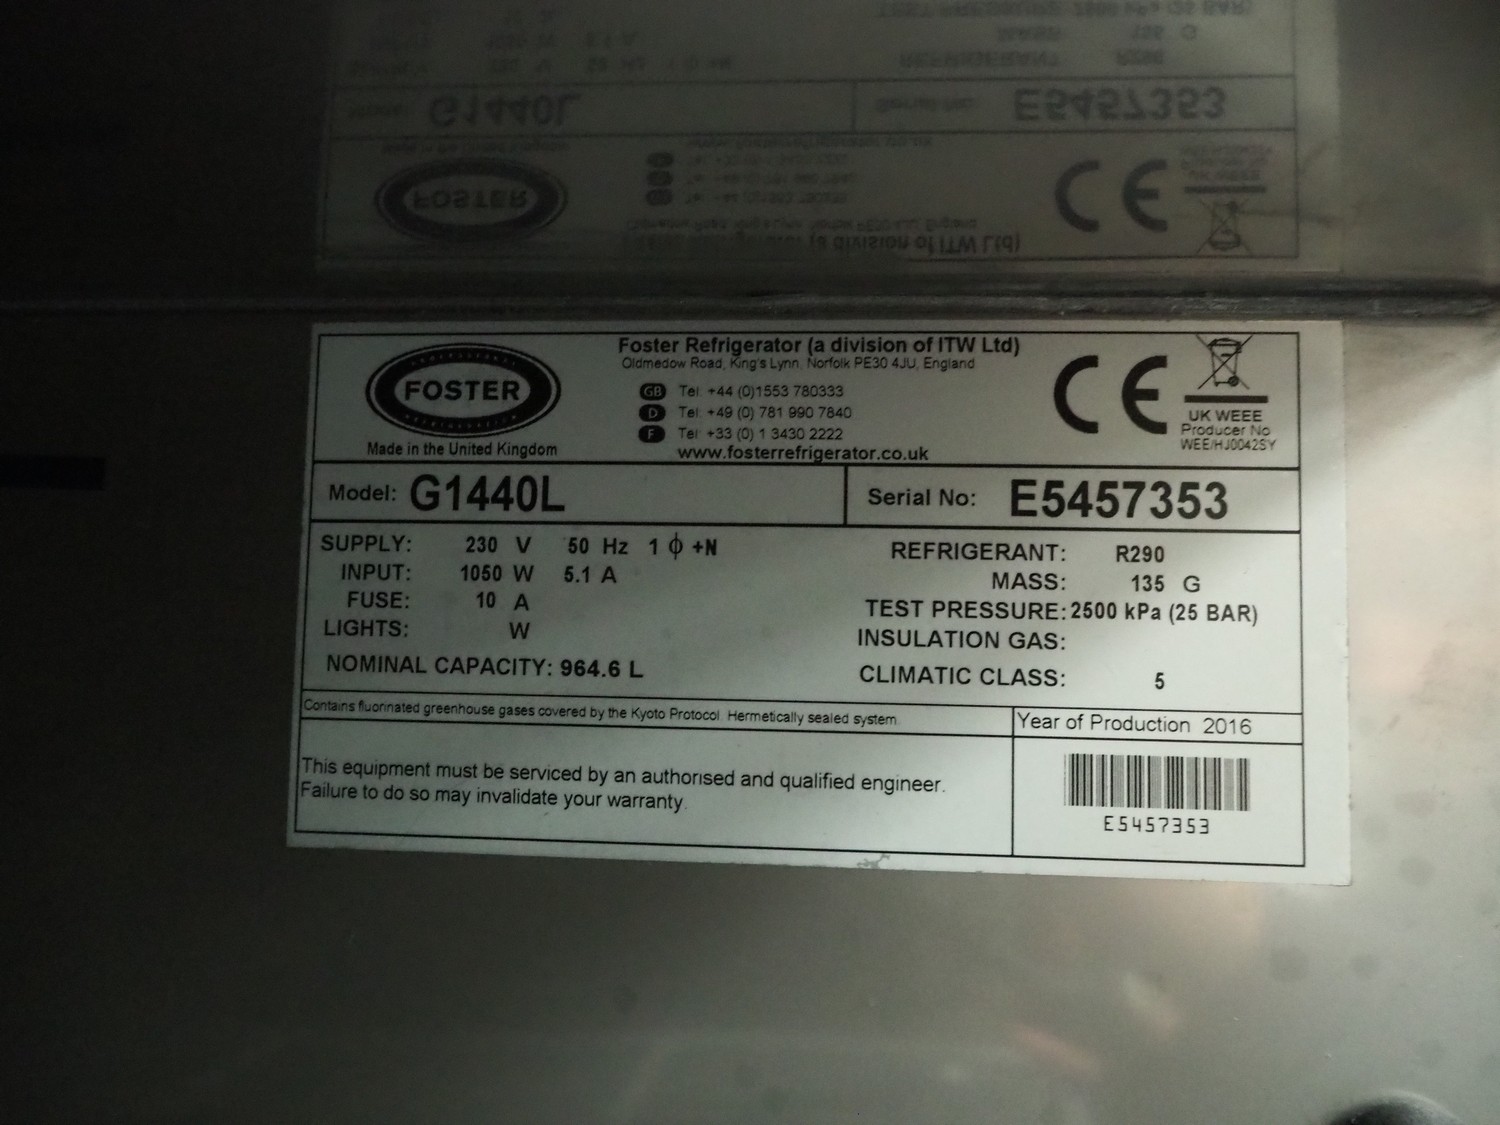 FOSTER
Made in the United Kingdom
Foster Refrigerator (a division of ITW Ltd)
Oldmedow Road, King's Lynn, Norfolk PE30 4JU, England
GB Tel: +44 (0)1553 780333
D Tel: +49 (0) 781 990 7840
F Tel: +33 (0) 1 3430 2222
www.fosterrefrigerator.co.uk
CE
UK WEEE
Producer No
WEE/HJ0042SY
Model: G1440L
Serial No: E5457353
SUPPLY: 230 V 50 Hz 1 ϕ +N
INPUT: 1050 W 5.1 A
FUSE: 10 A
LIGHTS: W
NOMINAL CAPACITY: 964.6 L
REFRIGERANT: R290
MASS: 135 G
TEST PRESSURE: 2500 kPa (25 BAR)
INSULATION GAS:
CLIMATIC CLASS: 5
Contains fluorinated greenhouse gases covered by the Kyoto Protocol. Hermetically sealed system
Year of Production 2016
This equipment must be serviced by an authorised and qualified engineer.
Failure to do so may invalidate your warranty.
E5457353